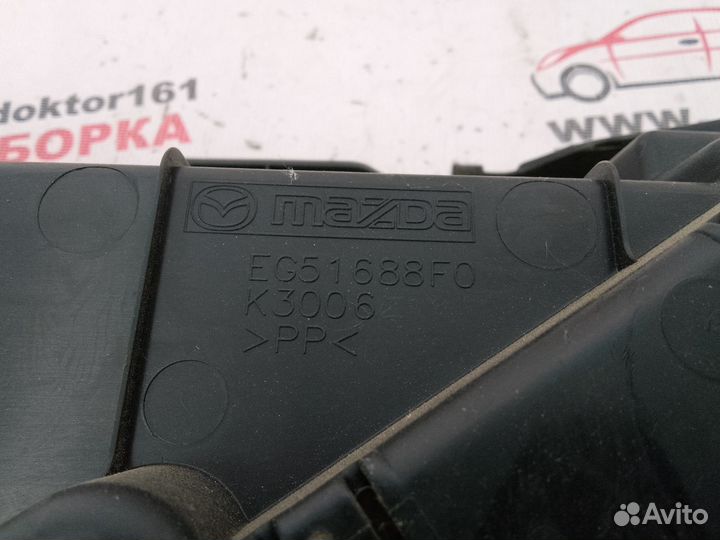 doktor161
БОРКА
www.
mazda
EG51688F0
K3006
>PP<
Avito